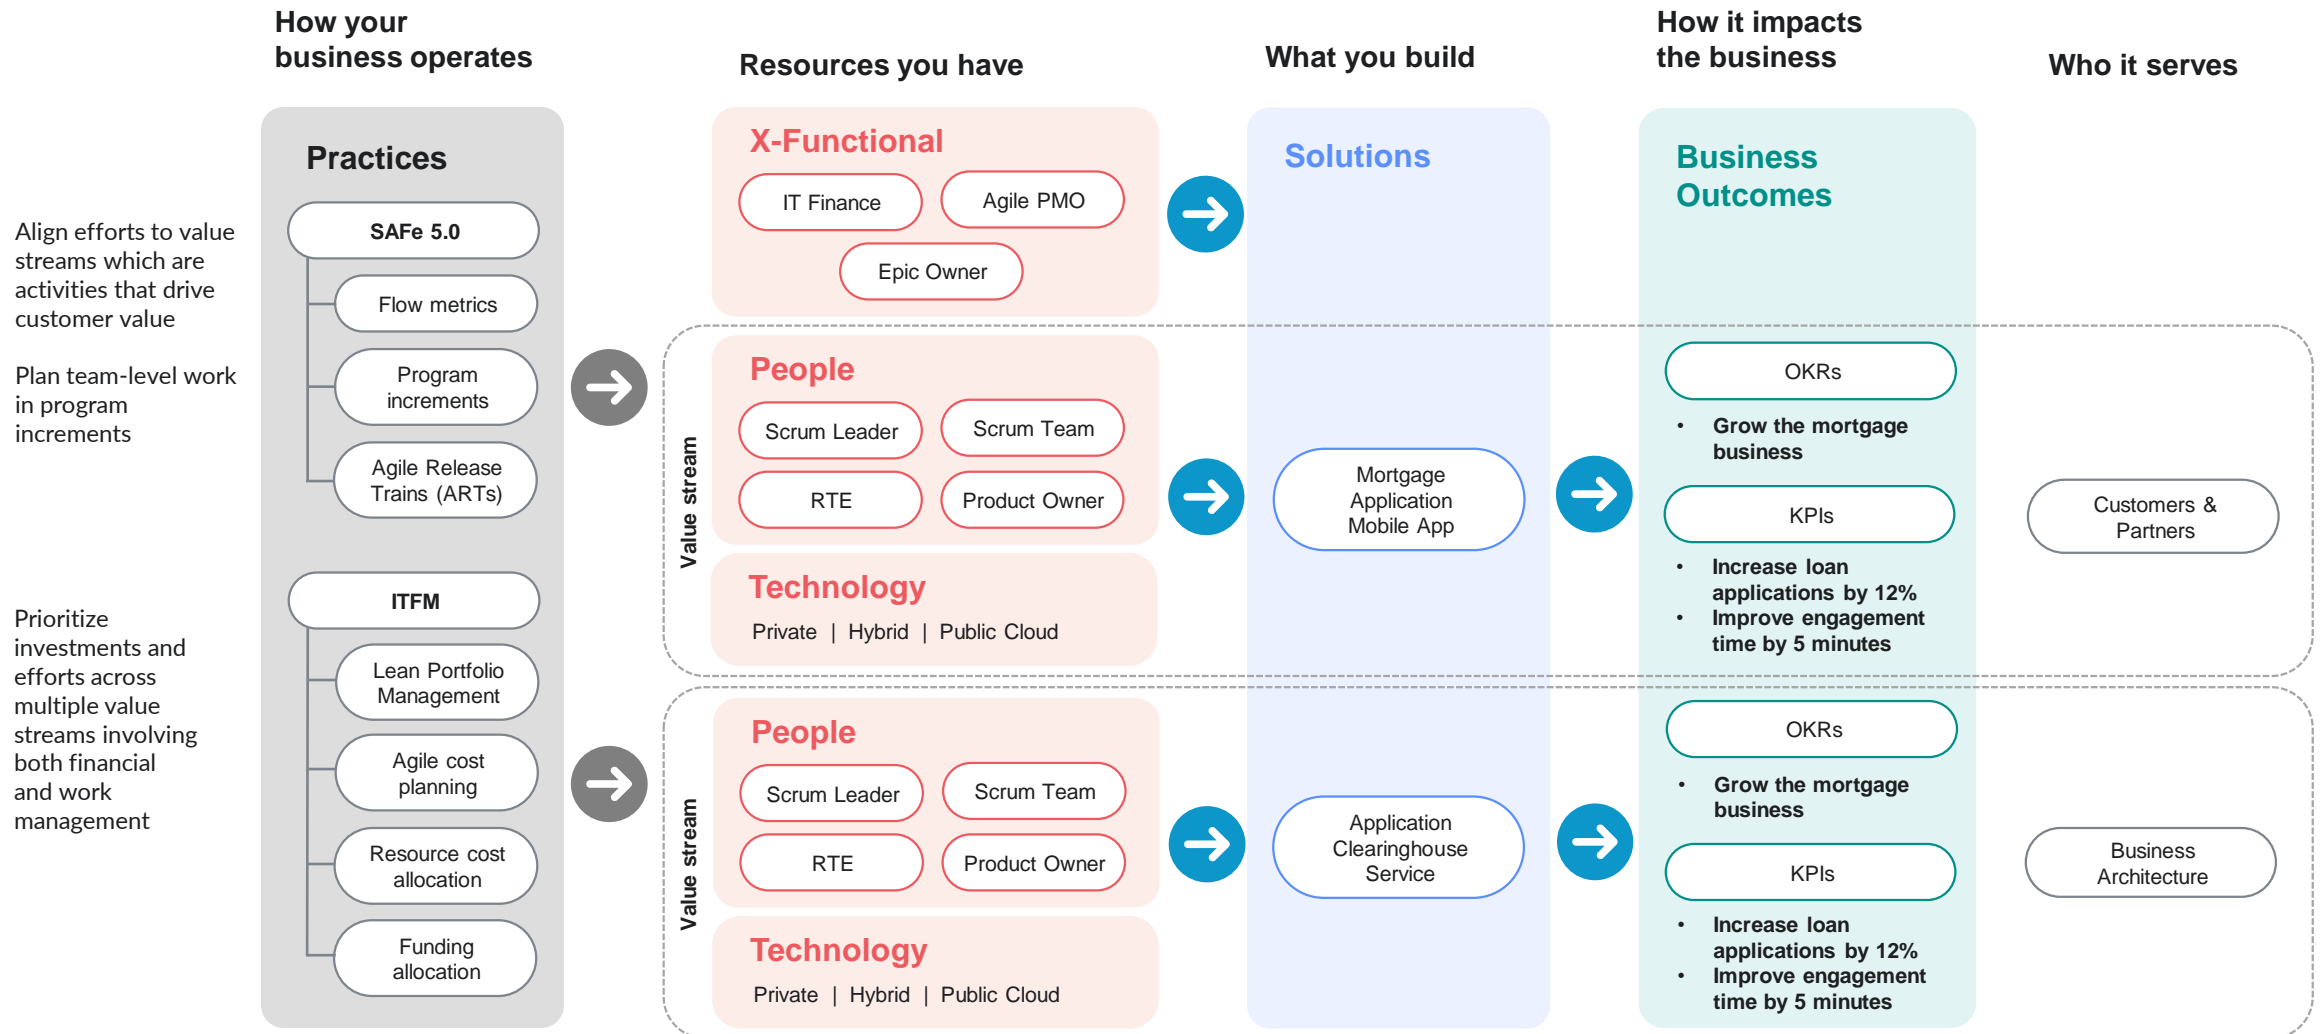 How your
business operates
Resources you have
What you build
How it impacts
the business
Who it serves
Align efforts to value
streams which are
activities that drive
customer value
Plan team-level work
in program
increments
Prioritize
investments and
efforts across
multiple value
streams involving
both financial
and work
management
Practices
SAFe 5.0
Flow metrics
Program
increments
Agile Release
Trains (ARTs)
ITFM
Lean Portfolio
Management
Agile cost
planning
Resource cost
allocation
Funding
allocation
X-Functional
IT Finance
Agile PMO
Epic Owner
Solutions
Business
Outcomes
Value stream
People
Scrum Leader
Scrum Team
RTE
Product Owner
Technology
Private | Hybrid | Public Cloud
Mortgage
Application
Mobile App
OKRs
• Grow the mortgage
business
KPIs
• Increase loan
applications by 12%
• Improve engagement
time by 5 minutes
Customers &
Partners
Value stream
People
Scrum Leader
Scrum Team
RTE
Product Owner
Technology
Private | Hybrid | Public Cloud
Application
Clearinghouse
Service
OKRs
• Grow the mortgage
business
KPIs
• Increase loan
applications by 12%
• Improve engagement
time by 5 minutes
Business
Architecture